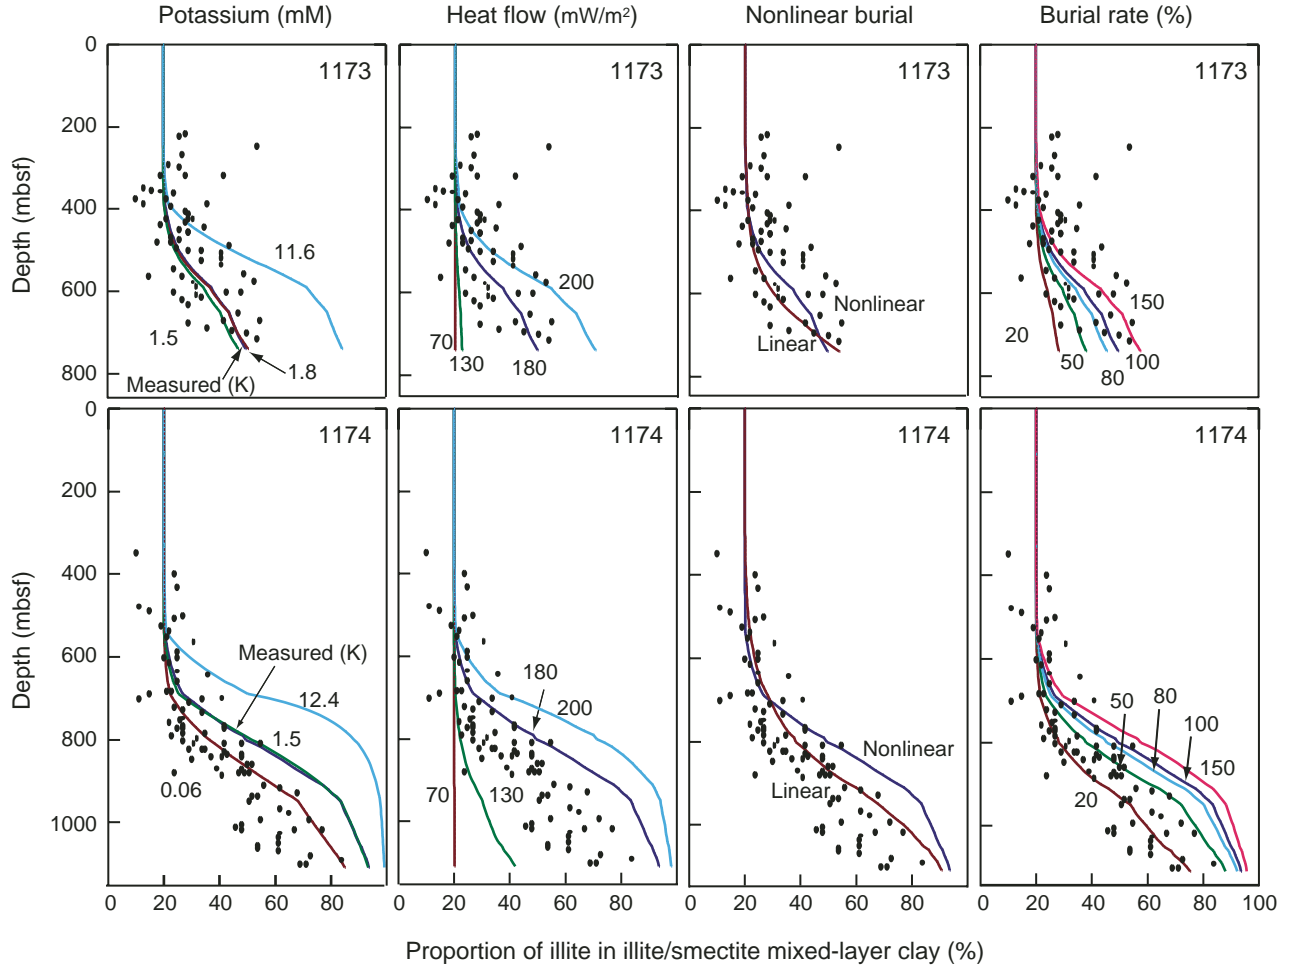 Potassium (mM)
Heat flow (mW/m²)
Nonlinear burial
Burial rate (%)
0
200
400
600
800
Depth (mbsf)
1173
11.6
1.5
Measured (K)
1.8
1173
200
70
130
180
1173
Nonlinear
Linear
1173
150
20
50
100
80
0
200
400
600
800
1000
Depth (mbsf)
1174
Measured (K)
12.4
1.5
0.06
1174
180
200
70
130
1174
Nonlinear
Linear
1174
50
80
100
150
20
0 20 40 60 80
0 20 40 60 80
0 20 40 60 80
0 20 40 60 80 100
Proportion of illite in illite/smectite mixed-layer clay (%)